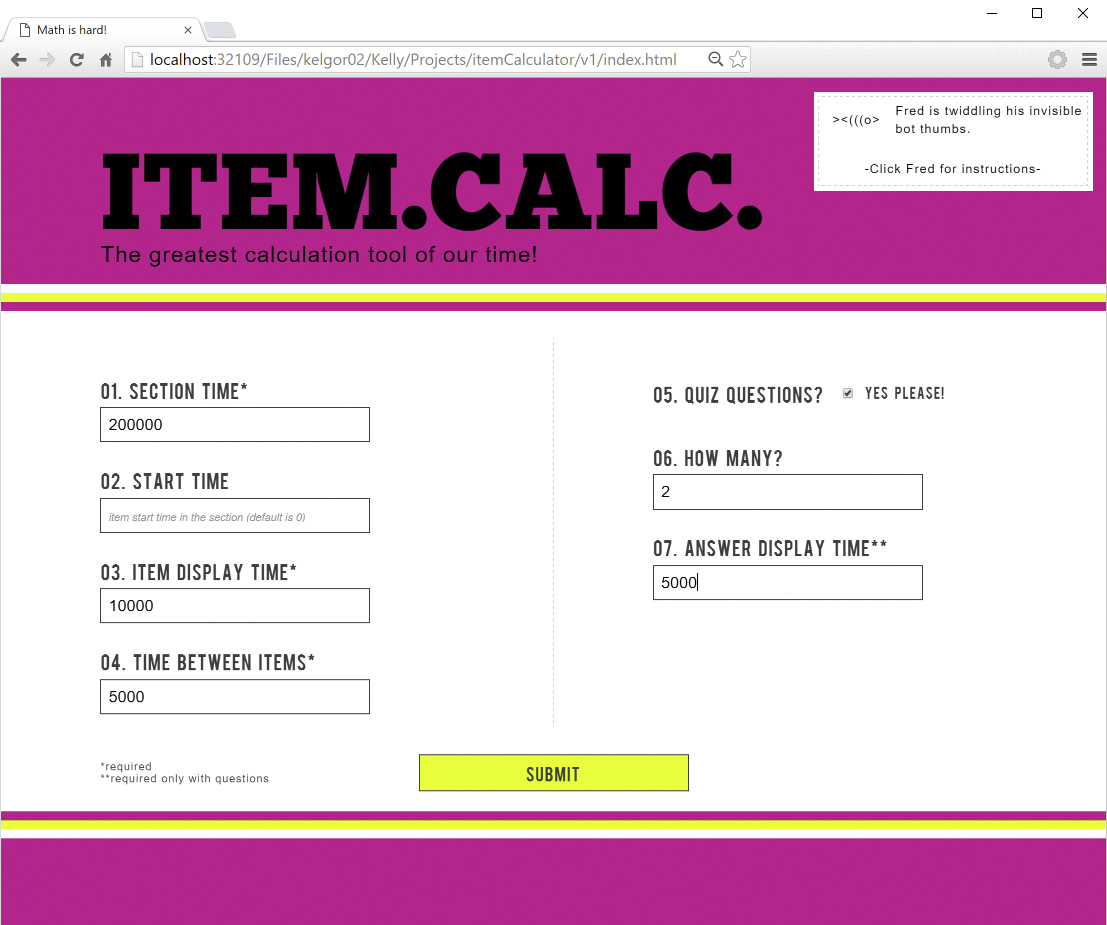 Math is hard!
localhost:32109/Files/kelgor02/Kelly/Projects/itemCalculator/v1/index.html
><(((o>
Fred is twiddling his invisible
bot thumbs.
-Click Fred for instructions-
ITEM.CALC.
The greatest calculation tool of our time!
01. SECTION TIME*
200000
02. START TIME
item start time in the section (default is 0)
03. ITEM DISPLAY TIME*
10000
04. TIME BETWEEN ITEMS*
5000
05. QUIZ QUESTIONS? YES PLEASE!
06. HOW MANY?
2
07. ANSWER DISPLAY TIME**
5000
*required
**required only with questions
SUBMIT